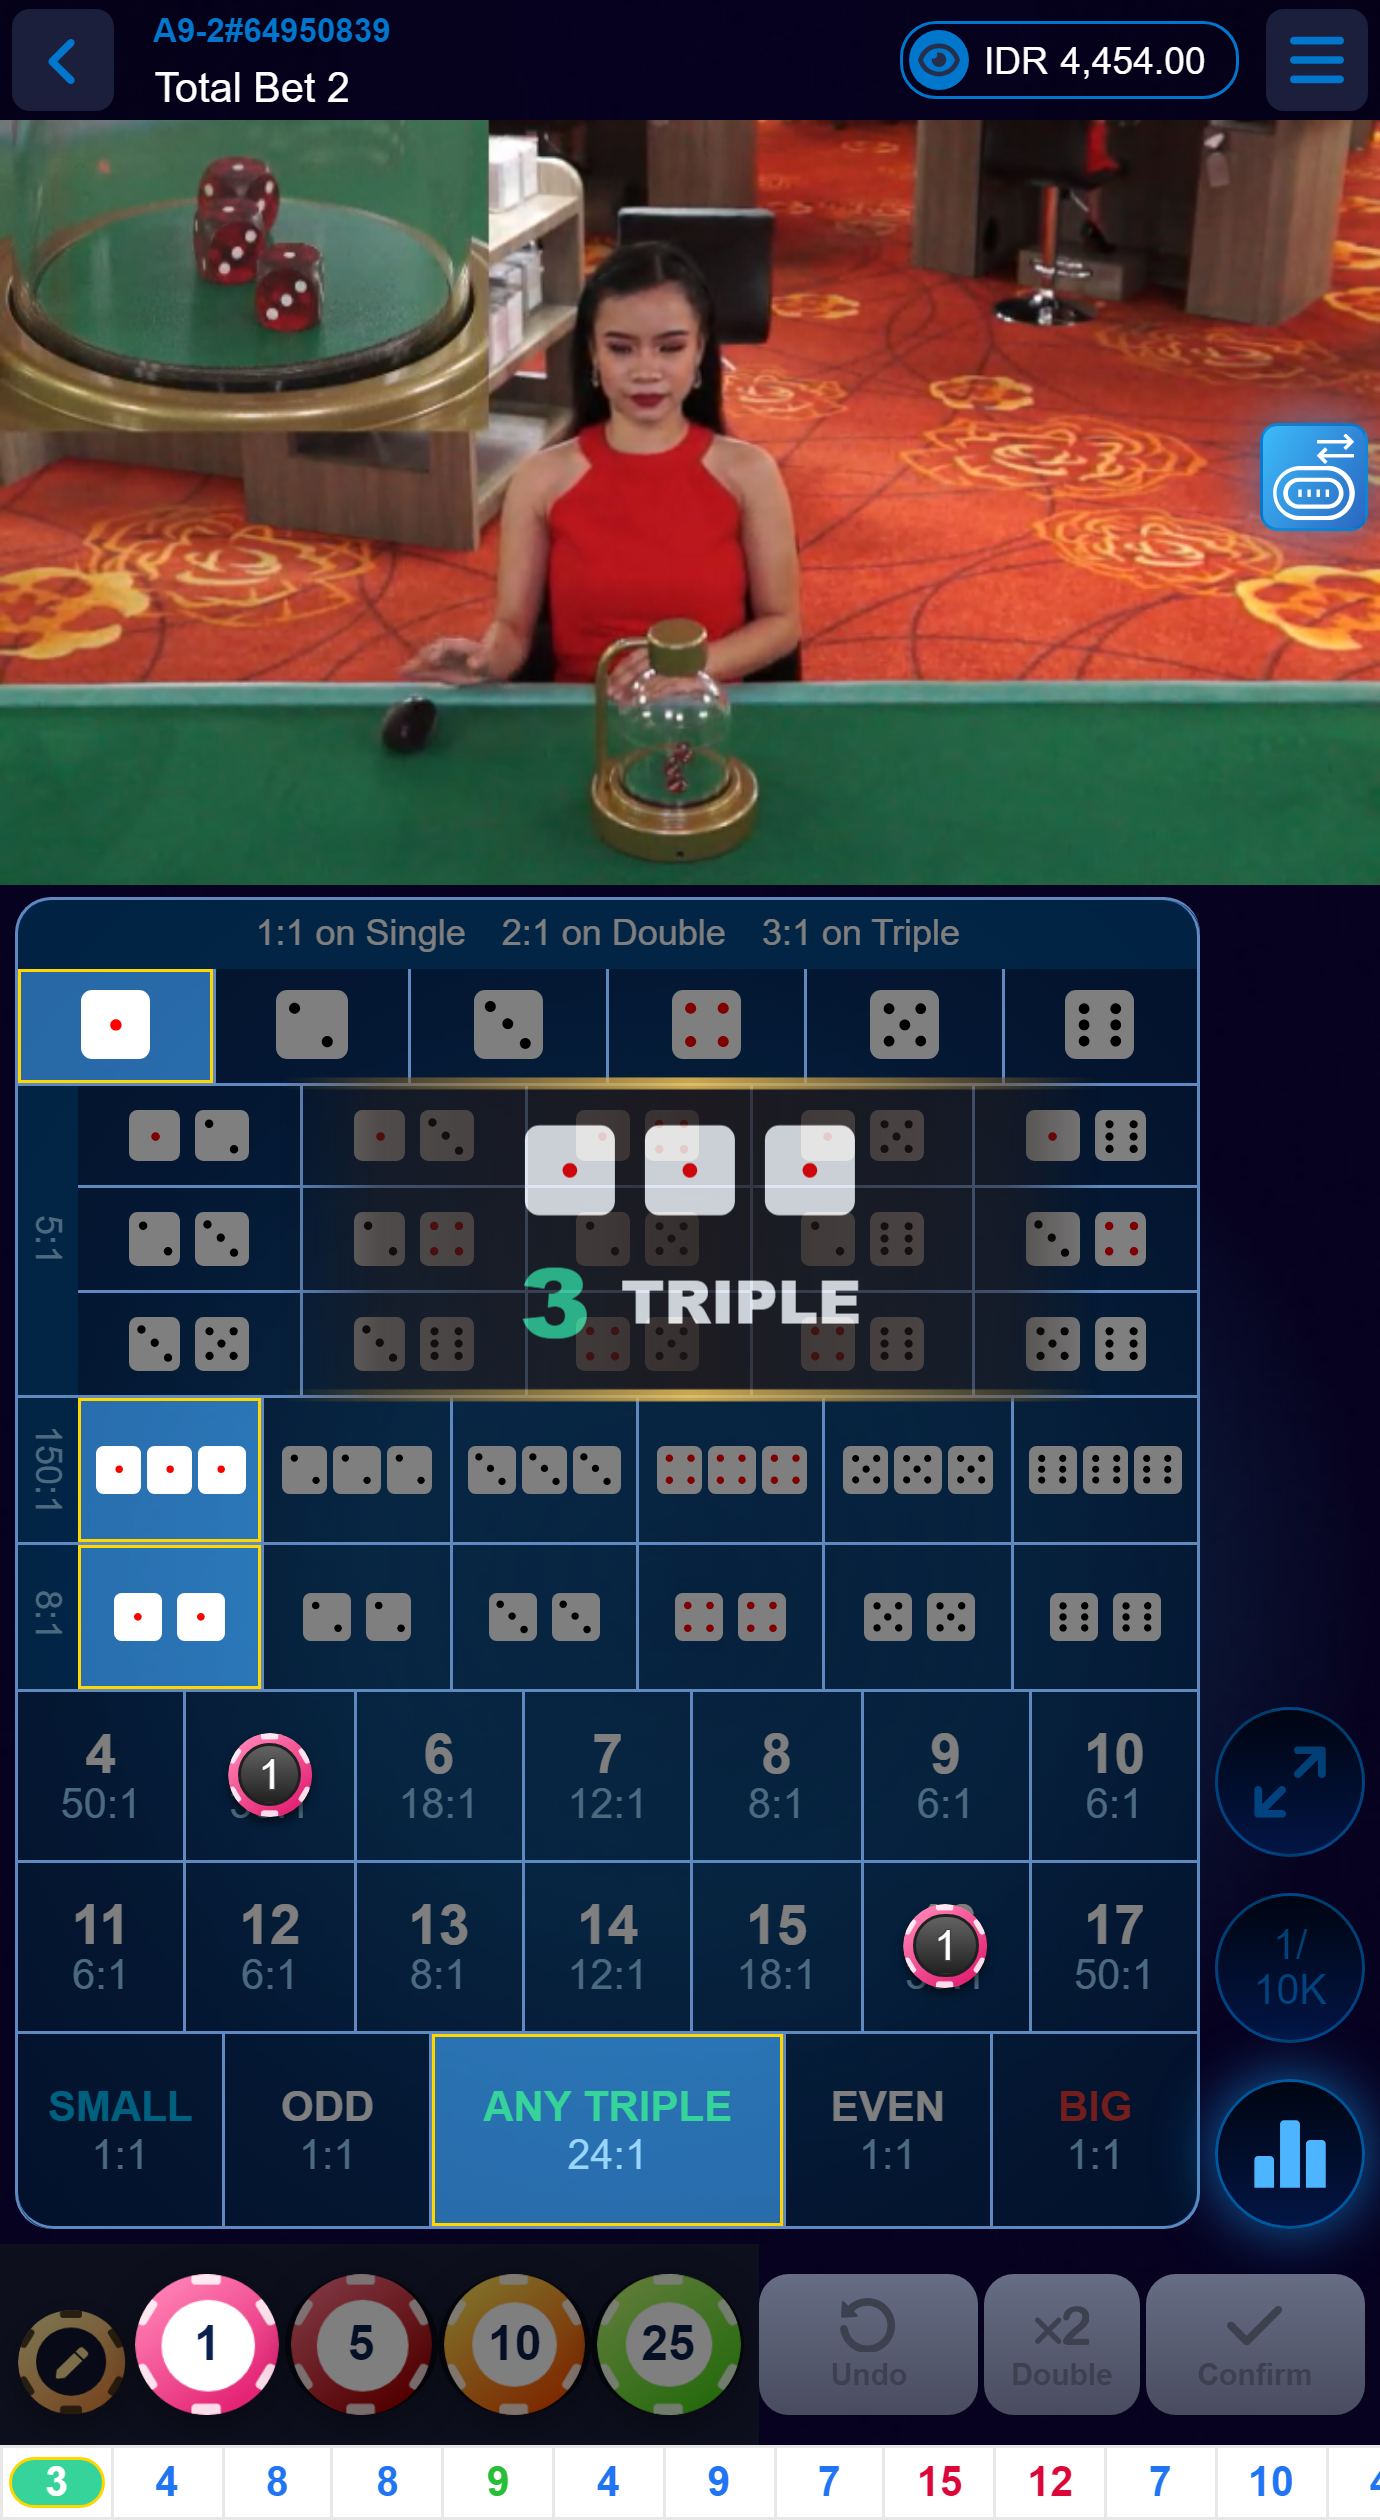 A9-2#64950839
Total Bet 2
IDR 4,454.00
1:1 on Single 2:1 on Double 3:1 on Triple
5:1
3 TRIPLE
150:1
8:1
4 1 6 7 8 9 10
50:1 18:1 12:1 8:1 6:1 6:1
11 12 13 14 15 1 17
6:1 6:1 8:1 12:1 18:1 50:1
SMALL ODD ANY TRIPLE EVEN BIG
1:1 1:1 24:1 1:1 1:1
1/
10K
1 5 10 25
x2
Undo Double Confirm
3 4 8 8 9 4 9 7 15 12 7 10